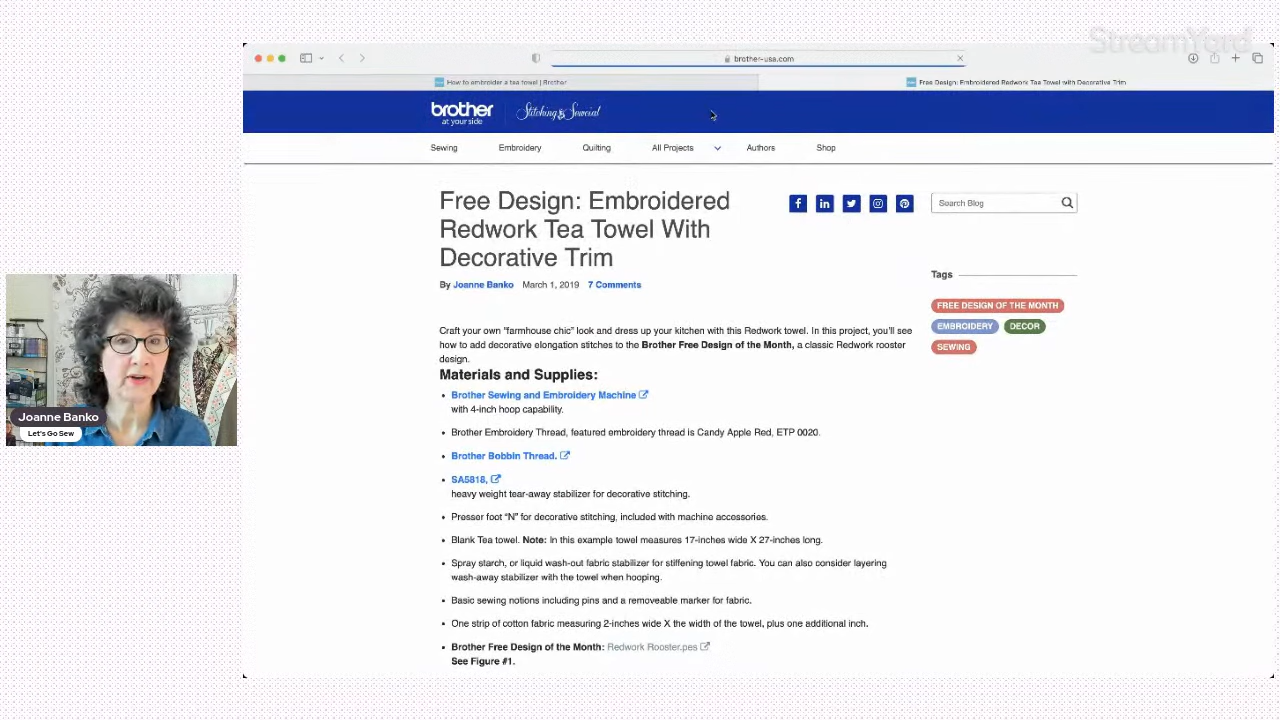 StreamYard
brother-usa.com
How to embroider a tea towel | Brother
Free Design: Embroidered Redwork Tea Towel With Decorative Trim
brother
at your side
Stitching Sewcial
Sewing Embroidery Quilting All Projects Authors Shop
Free Design: Embroidered
Redwork Tea Towel With
Decorative Trim
Search Blog
By Joanne Banko March 1, 2019 7 Comments
Tags
FREE DESIGN OF THE MONTH
EMBROIDERY DECOR
SEWING
Craft your own "farmhouse chic" look and dress up your kitchen with this Redwork towel. In this project, you'll see
how to add decorative elongation stitches to the Brother Free Design of the Month, a classic Redwork rooster
design.
Materials and Supplies:
• Brother Sewing and Embroidery Machine
with 4-inch hoop capability.
• Brother Embroidery Thread, featured embroidery thread is Candy Apple Red, ETP 0020.
• Brother Bobbin Thread.
• SA5818,
heavy weight tear-away stabilizer for decorative stitching.
• Presser foot "N" for decorative stitching, included with machine accessories.
• Blank Tea towel. Note: In this example towel measures 17-inches wide X 27-inches long.
• Spray starch, or liquid wash-out fabric stabilizer for stiffening towel fabric. You can also consider layering
wash-away stabilizer with the towel when hooping.
• Basic sewing notions including pins and a removeable marker for fabric.
• One strip of cotton fabric measuring 2-inches wide X the width of the towel, plus one additional inch.
• Brother Free Design of the Month: Redwork Rooster.pes
See Figure #1.
Joanne Banko
Let's Go Sew